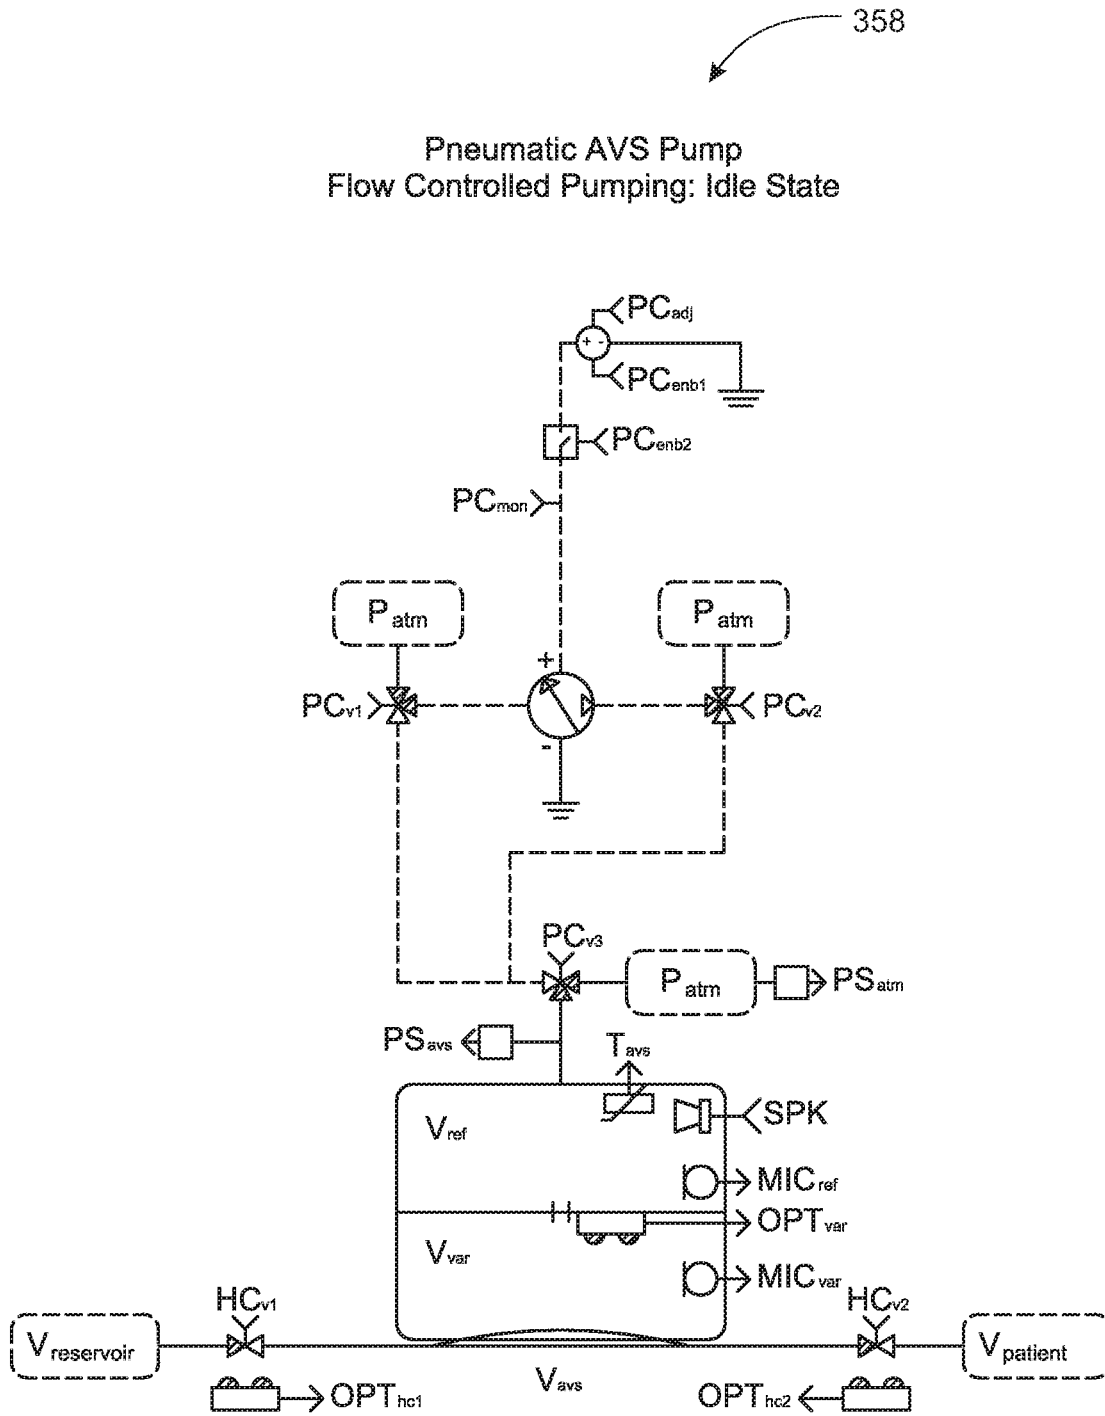 358
Pneumatic AVS Pump
Flow Controlled Pumping: Idle State
PCadj
+ -
PCenb1
PCenb2
PCmon
Patm
Patm
+
PCv1
PCv2
-
PCv3
Patm
PSatm
PSavs
Tavs
Vref
SPK
MICref
OPTvar
Vvar
MICvar
HCv1
HCv2
Vreservoir
Vpatient
Vavs
OPThc1
OPThc2